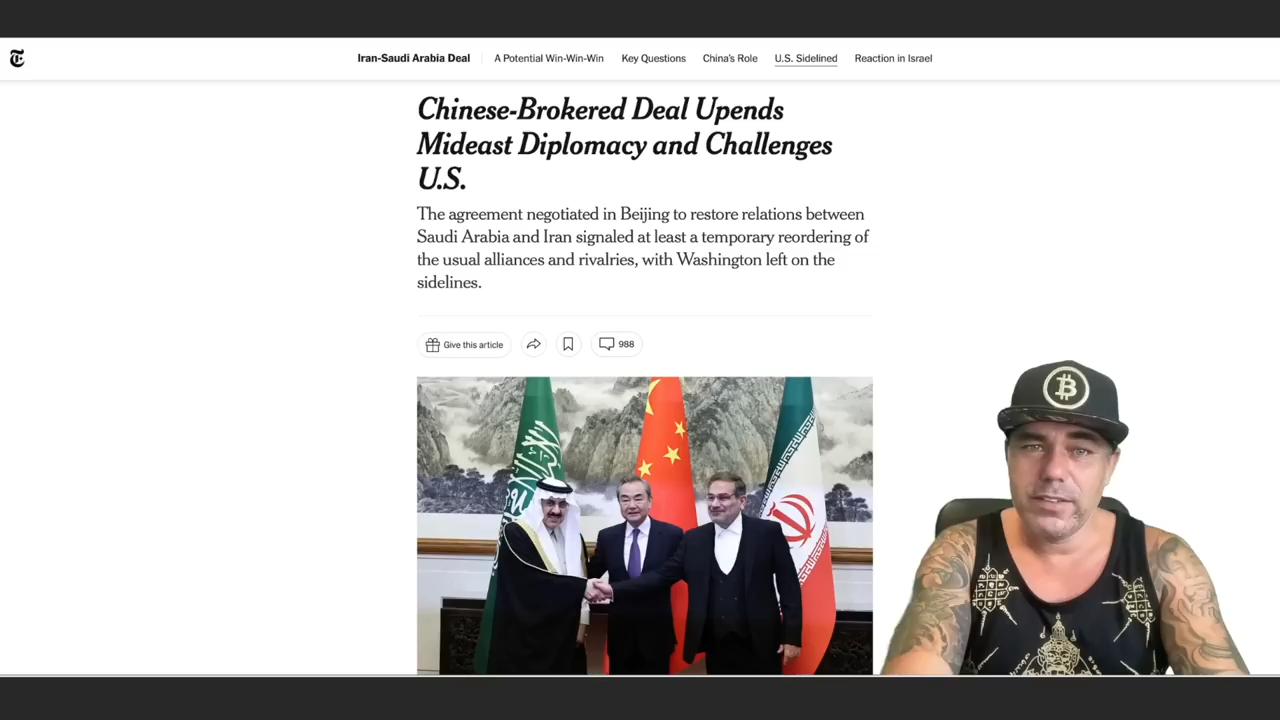 Iran-Saudi Arabia Deal
A Potential Win-Win-Win
Key Questions
China's Role
U.S. Sidelined
Reaction in Israel
Chinese-Brokered Deal Upends
Mideast Diplomacy and Challenges
U.S.
The agreement negotiated in Beijing to restore relations between
Saudi Arabia and Iran signaled at least a temporary reordering of
the usual alliances and rivalries, with Washington left on the
sidelines.
Give this article
988